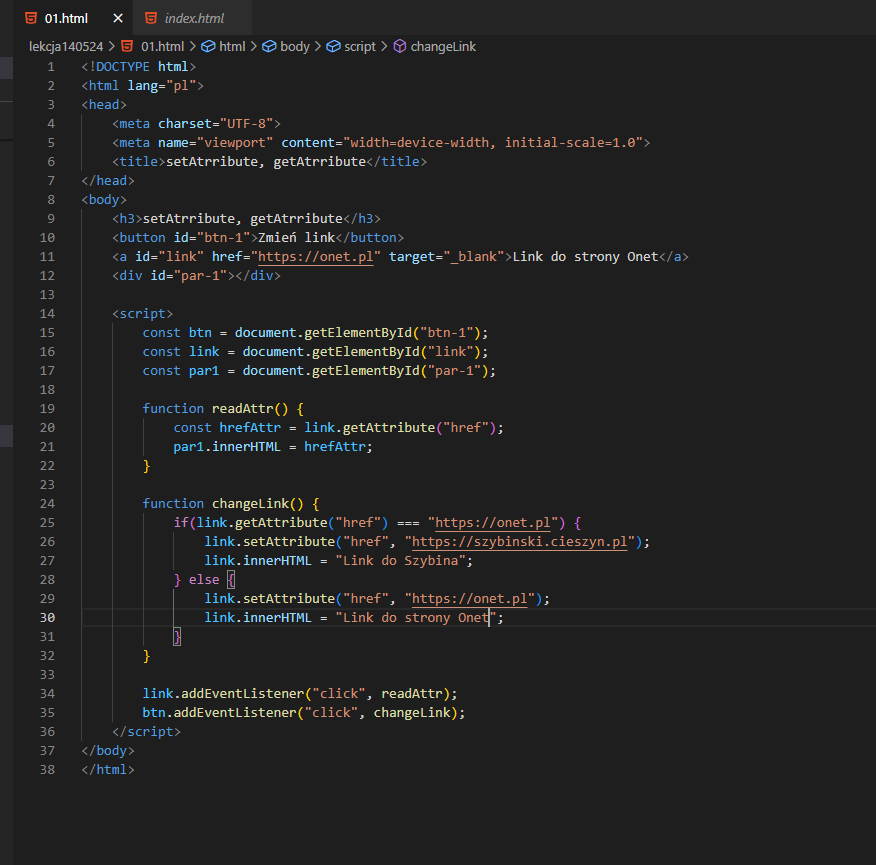 01.html × index.html
lekcja140524 > 01.html > html > body > script > changeLink
1 <!DOCTYPE html>
2 <html lang="pl">
3 <head>
4     <meta charset="UTF-8">
5     <meta name="viewport" content="width=device-width, initial-scale=1.0">
6     <title>setAtrribute, getAtrribute</title>
7 </head>
8 <body>
9     <h3>setAtrribute, getAtrribute</h3>
10     <button id="btn-1">Zmień link</button>
11     <a id="link" href="https://onet.pl" target="_blank">Link do strony Onet</a>
12     <div id="par-1"></div>
13
14     <script>
15         const btn = document.getElementById("btn-1");
16         const link = document.getElementById("link");
17         const par1 = document.getElementById("par-1");
18
19         function readAttr() {
20             const hrefAttr = link.getAttribute("href");
21             par1.innerHTML = hrefAttr;
22         }
23
24         function changeLink() {
25             if(link.getAttribute("href") === "https://onet.pl") {
26                 link.setAttribute("href", "https://szybinski.cieszyn.pl");
27                 link.innerHTML = "Link do Szybina";
28             } else {
29                 link.setAttribute("href", "https://onet.pl");
30                 link.innerHTML = "Link do strony Onet";
31             }
32         }
33
34         link.addEventListener("click", readAttr);
35         btn.addEventListener("click", changeLink);
36     </script>
37 </body>
38 </html>